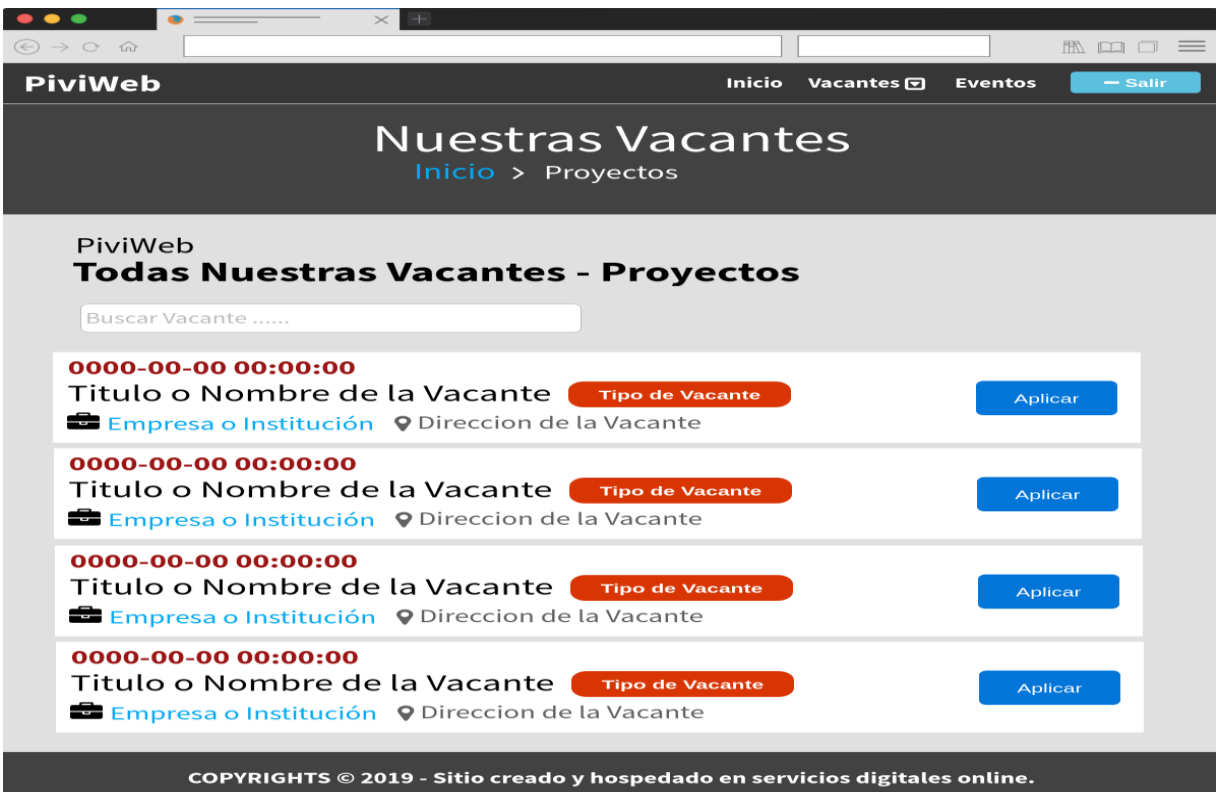 PiviWeb Inicio Vacantes Eventos — Salir
Nuestras Vacantes
Inicio > Proyectos
PiviWeb
Todas Nuestras Vacantes - Proyectos
Buscar Vacante ......
0000-00-00 00:00:00
Titulo o Nombre de la Vacante Tipo de Vacante Aplicar
Empresa o Institución Direccion de la Vacante
0000-00-00 00:00:00
Titulo o Nombre de la Vacante Tipo de Vacante Aplicar
Empresa o Institución Direccion de la Vacante
0000-00-00 00:00:00
Titulo o Nombre de la Vacante Tipo de Vacante Aplicar
Empresa o Institución Direccion de la Vacante
0000-00-00 00:00:00
Titulo o Nombre de la Vacante Tipo de Vacante Aplicar
Empresa o Institución Direccion de la Vacante
COPYRIGHTS © 2019 - Sitio creado y hospedado en servicios digitales online.